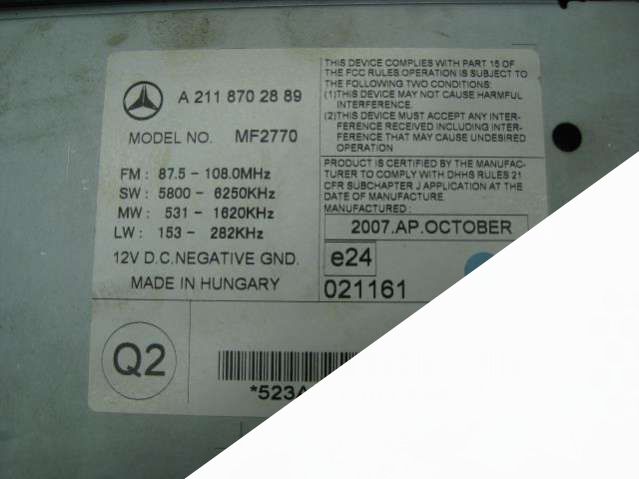 A 211 870 28 89
MODEL NO. MF2770
FM : 87.5 - 108.0MHz
SW : 5800 - 6250KHz
MW : 531 - 1620KHz
LW : 153 - 282KHz
12V D.C.NEGATIVE GND.
MADE IN HUNGARY
THIS DEVICE COMPLIES WITH PART 15 OF
THE FCC RULES OPERATION IS SUBJECT TO
THE FOLLOWING TWO CONDITIONS:
(1)THIS DEVICE MAY NOT CAUSE HARMFUL
INTERFERENCE.
(2)THIS DEVICE MUST ACCEPT ANY INTER-
FERENCE RECEIVED INCLUDING INTER-
FERENCE THAT MAY CAUSE UNDESIRED
OPERATION
PRODUCT IS CERTIFIED BY THE MANUFAC-
TURER TO COMPLY WITH DHHS RULES 21
CFR SUBCHAPTER J APPLICATION AT THE
DATE OF MANUFACTURE.
MANUFACTURED :
2007.AP.OCTOBER
e24
021161
Q2
*523A